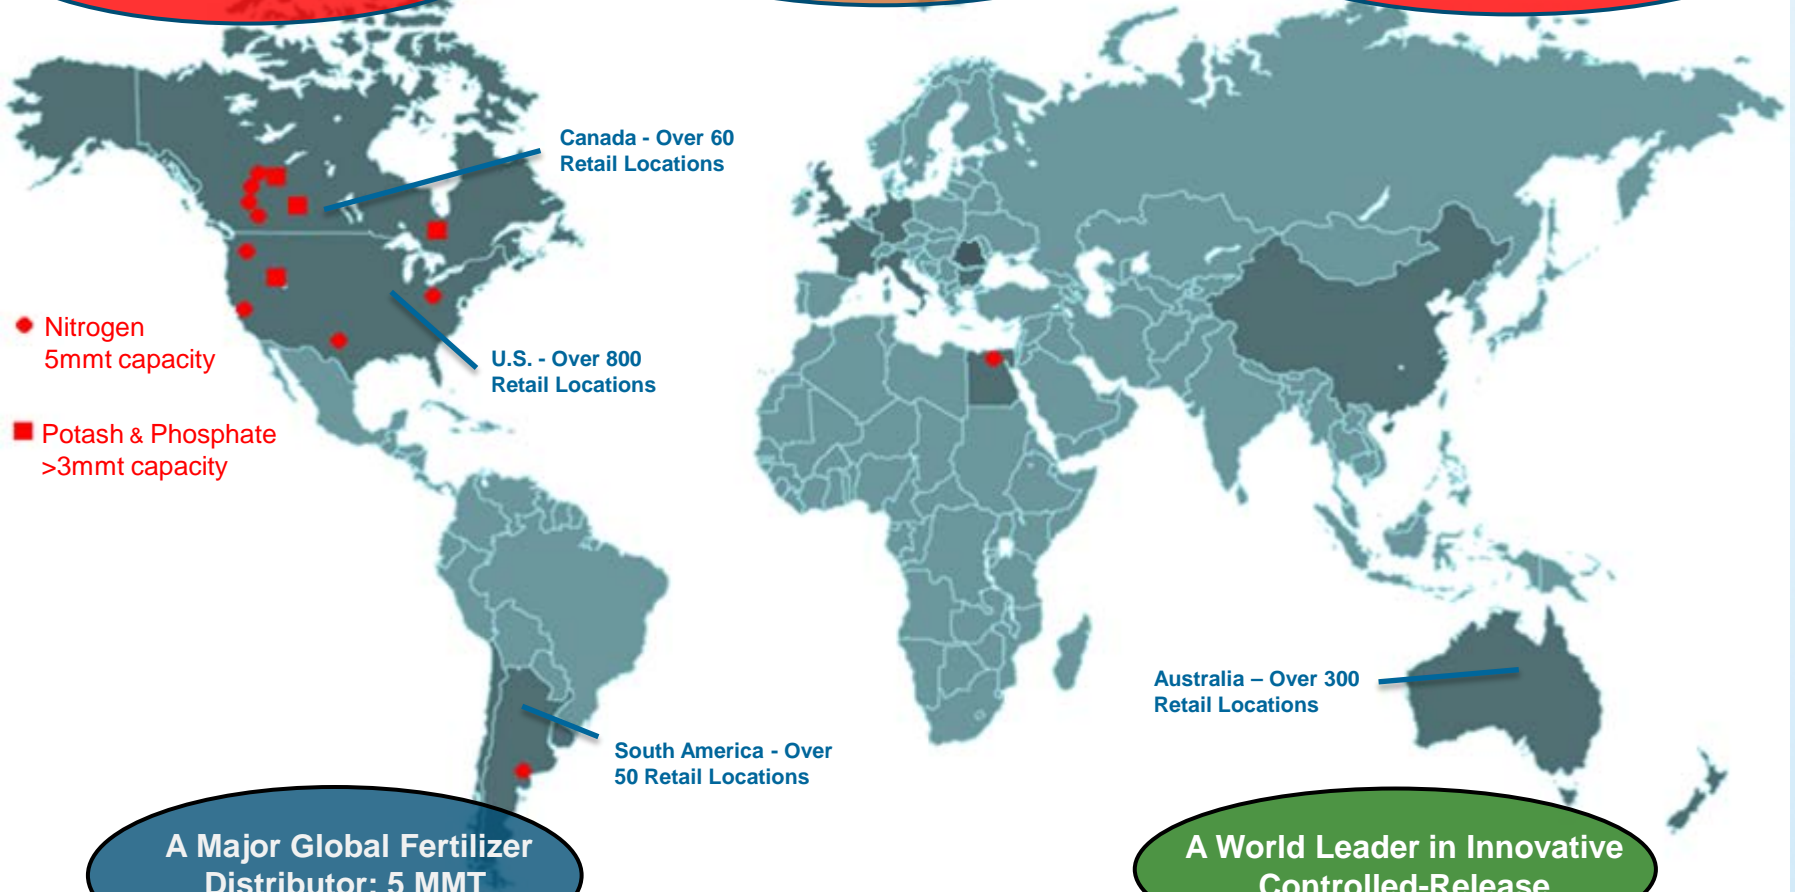 Canada - Over 60
Retail Locations
Nitrogen
5mmt capacity
U.S. - Over 800
Retail Locations
Potash & Phosphate
>3mmt capacity
Australia – Over 300
Retail Locations
South America - Over
50 Retail Locations
A Major Global Fertilizer
Distributor: 5 MMT
A World Leader in Innovative
Controlled-Release